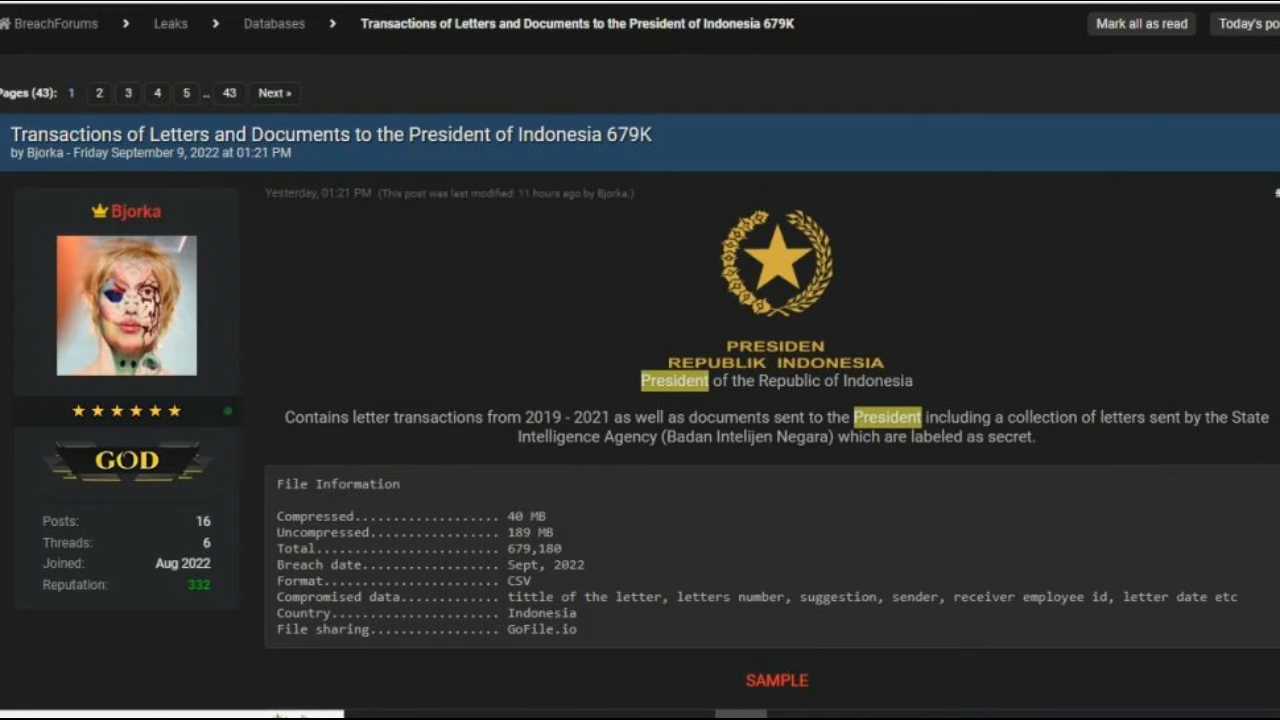 BreachForums > Leaks > Databases > Transactions of Letters and Documents to the President of Indonesia 679K
Mark all as read
Today's po
Pages (43): 1 2 3 4 5 .. 43 Next »
Transactions of Letters and Documents to the President of Indonesia 679K
by Bjorka - Friday September 9, 2022 at 01:21 PM
Bjorka
GOD
Posts: 16
Threads: 6
Joined: Aug 2022
Reputation: 332
Yesterday, 01:21 PM (This post was last modified: 11 hours ago by Bjorka.)
PRESIDEN
REPUBLIK INDONESIA
President of the Republic of Indonesia
Contains letter transactions from 2019 - 2021 as well as documents sent to the President including a collection of letters sent by the State
Intelligence Agency (Badan Intelijen Negara) which are labeled as secret.
File Information
Compressed................... 40 MB
Uncompressed................. 189 MB
Total........................ 679,180
Breach date.................. Sept, 2022
Format....................... CSV
Compromised data............. tittle of the letter, letters number, suggestion, sender, receiver employee id, letter date etc
Country...................... Indonesia
File sharing................. GoFile.io
SAMPLE